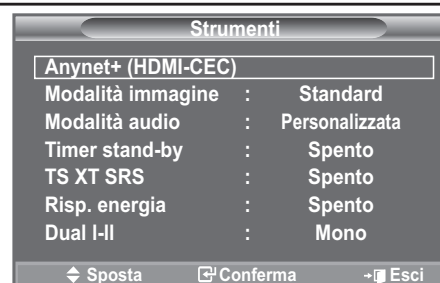 Strumenti
Anynet+ (HDMI-CEC)
Modalità immagine : Standard
Modalità audio : Personalizzata
Timer stand-by : Spento
TS XT SRS : Spento
Risp. energia : Spento
Dual I-II : Mono
Sposta Conferma Esci